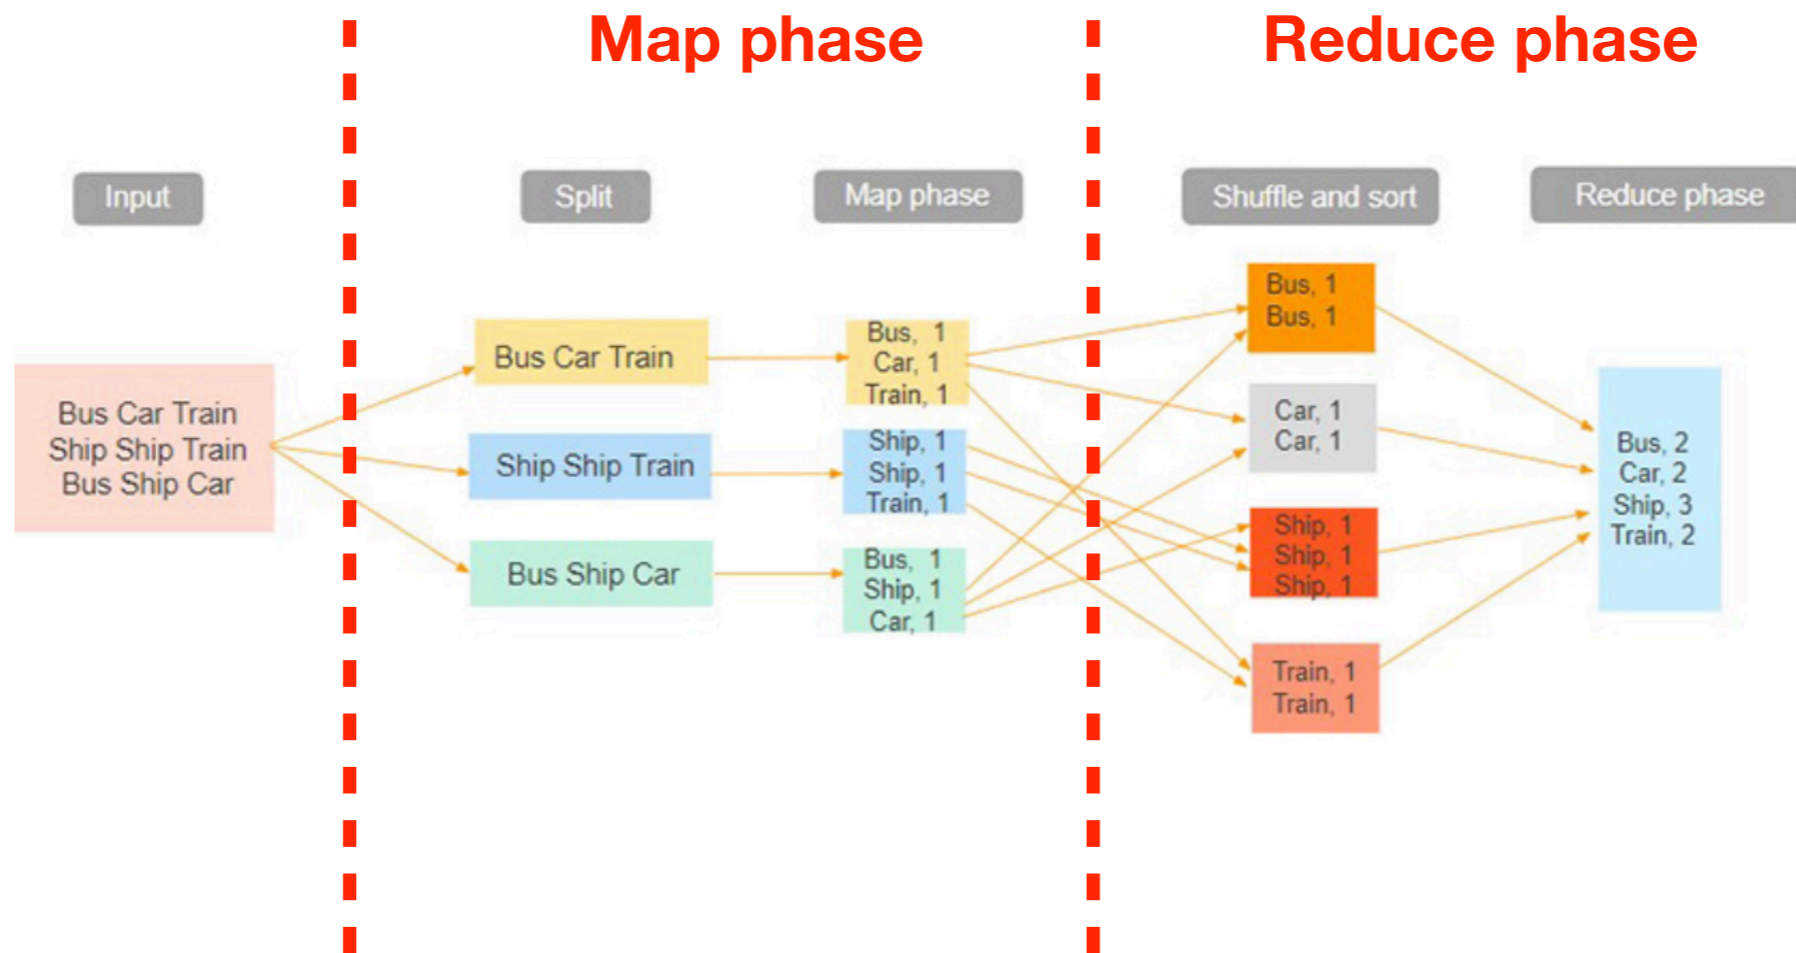 Map phase
Reduce phase
Input
Split
Map phase
Shuffle and sort
Reduce phase
Bus Car Train
Ship Ship Train
Bus Ship Car
Bus Car Train
Ship Ship Train
Bus Ship Car
Bus, 1
Car, 1
Train, 1
Ship, 1
Ship, 1
Train, 1
Bus, 1
Ship, 1
Car, 1
Bus, 1
Bus, 1
Car, 1
Car, 1
Ship, 1
Ship, 1
Ship, 1
Train, 1
Train, 1
Bus, 2
Car, 2
Ship, 3
Train, 2